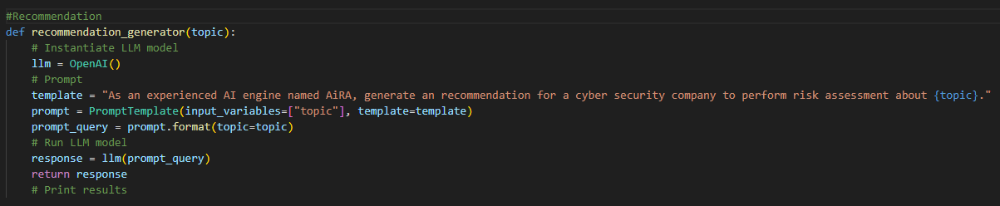 #Recommendation
def recommendation_generator(topic):
    # Instantiate LLM model
    llm = OpenAI()
    # Prompt
    template = "As an experienced AI engine named AiRA, generate an recommendation for a cyber security company to perform risk assessment about {topic}."
    prompt = PromptTemplate(input_variables=["topic"], template=template)
    prompt_query = prompt.format(topic=topic)
    # Run LLM model
    response = llm(prompt_query)
    return response
    # Print results